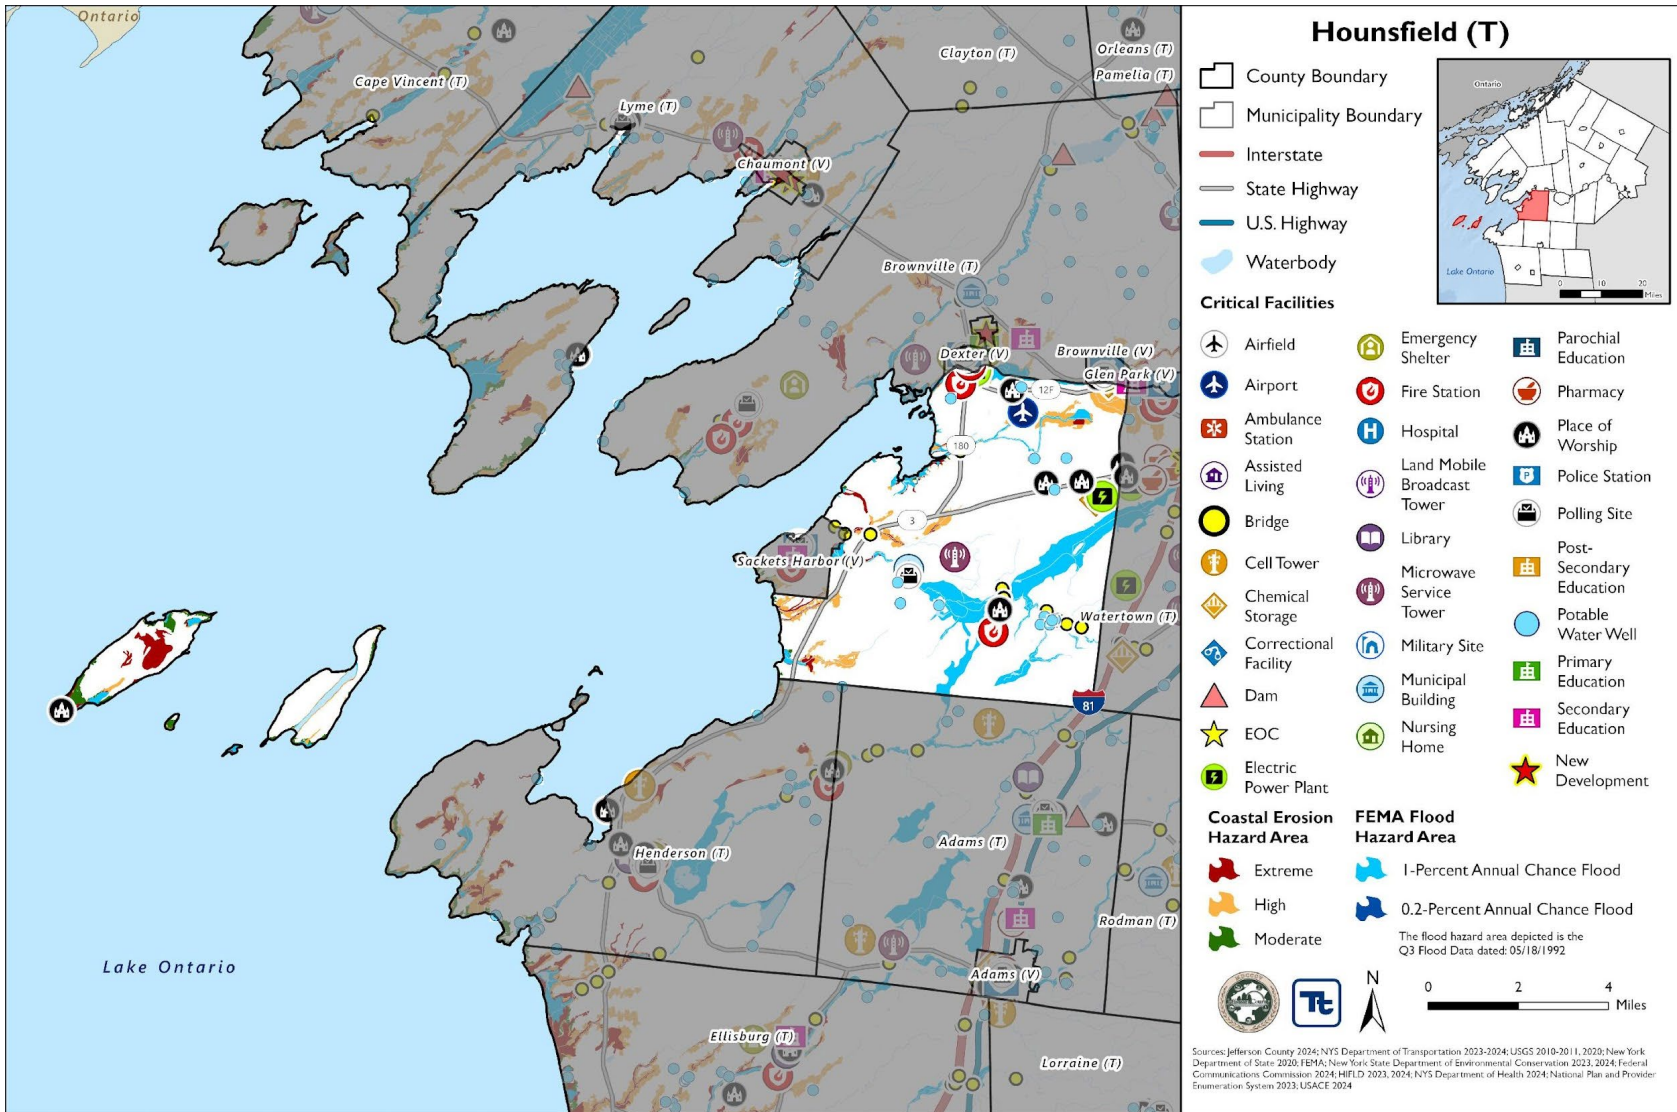 Ontario
Cape Vincent (T)
Lyme (T)
Clayton (T)
Orleans (T)
Pamelia (T)
Chaumont (V)
Brownville (T)
Dexter (V)
Brownville (V)
Glen Park (V)
12F
180
3
Sackets Harbor (V)
Watertown (T)
81
Henderson (T)
Adams (T)
Rodman (T)
Adams (V)
Lake Ontario
Ellisburg (T)
Lorraine (T)
Hounsfield (T)
County Boundary
Municipality Boundary
Interstate
State Highway
U.S. Highway
Waterbody
Ontario
Lake Ontario
0 10 20
Miles
Critical Facilities
Airfield
Airport
Ambulance
Station
Assisted
Living
Bridge
Cell Tower
Chemical
Storage
Correctional
Facility
Dam
EOC
Electric
Power Plant
Emergency
Shelter
Fire Station
Hospital
Land Mobile
Broadcast
Tower
Library
Microwave
Service
Tower
Military Site
Municipal
Building
Nursing
Home
Parochial
Education
Pharmacy
Place of
Worship
Police Station
Polling Site
Post-
Secondary
Education
Potable
Water Well
Primary
Education
Secondary
Education
New
Development
Coastal Erosion
Hazard Area
Extreme
High
Moderate
FEMA Flood
Hazard Area
1-Percent Annual Chance Flood
0.2-Percent Annual Chance Flood
The flood hazard area depicted is the
Q3 Flood Data dated: 05/18/1992
Tt
N
0 2 4
Miles
Sources: Jefferson County 2024; NYS Department of Transportation 2023-2024; USGS 2010-2011, 2020; New York
Department of State 2020; FEMA; New York State Department of Environmental Conservation 2023, 2024; Federal
Communications Commission 2024; HIFLD 2023, 2024; NYS Department of Health 2024; National Plan and Provider
Enumeration System 2023; USACE 2024